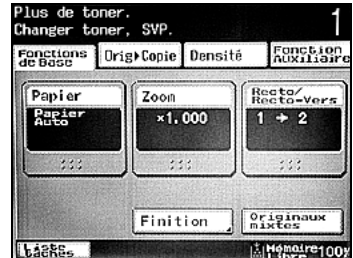 Plus de toner.
Changer toner, SVP.
1
Fonctions de Base
Orig▸Copie
Densité
Fonction Auxiliaire
Papier
Papier Auto
Zoom
×1.000
Recto/
Recto-Vers
1 → 2
Finition
Originaux mixtes
Liste tâches
Mémoire Libre 100%